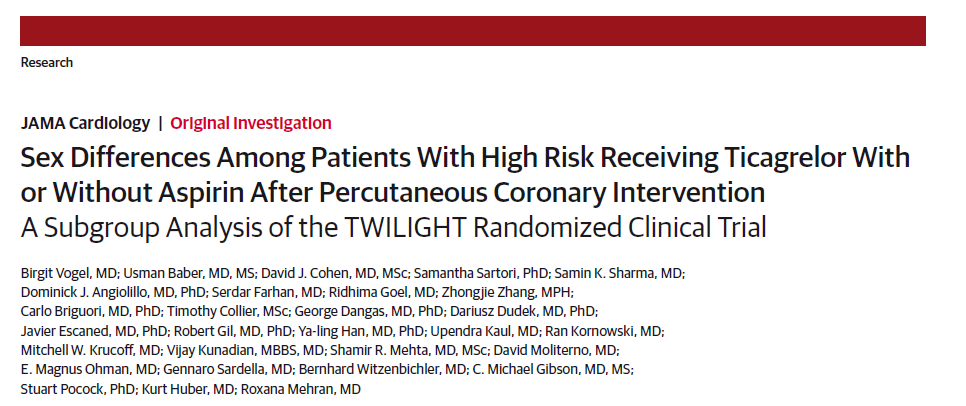 Research
JAMA Cardiology | Original Investigation
Sex Differences Among Patients With High Risk Receiving Ticagrelor With
or Without Aspirin After Percutaneous Coronary Intervention
A Subgroup Analysis of the TWILIGHT Randomized Clinical Trial
Birgit Vogel, MD; Usman Baber, MD, MS; David J. Cohen, MD, MSc; Samantha Sartori, PhD; Samin K. Sharma, MD;
Dominick J. Angiolillo, MD, PhD; Serdar Farhan, MD; Ridhima Goel, MD; Zhongjie Zhang, MPH;
Carlo Briguori, MD, PhD; Timothy Collier, MSc; George Dangas, MD, PhD; Dariusz Dudek, MD, PhD;
Javier Escaned, MD, PhD; Robert Gil, MD, PhD; Ya-ling Han, MD, PhD; Upendra Kaul, MD; Ran Kornowski, MD;
Mitchell W. Krucoff, MD; Vijay Kunadian, MBBS, MD; Shamir R. Mehta, MD, MSc; David Moliterno, MD;
E. Magnus Ohman, MD; Gennaro Sardella, MD; Bernhard Witzenbichler, MD; C. Michael Gibson, MD, MS;
Stuart Pocock, PhD; Kurt Huber, MD; Roxana Mehran, MD